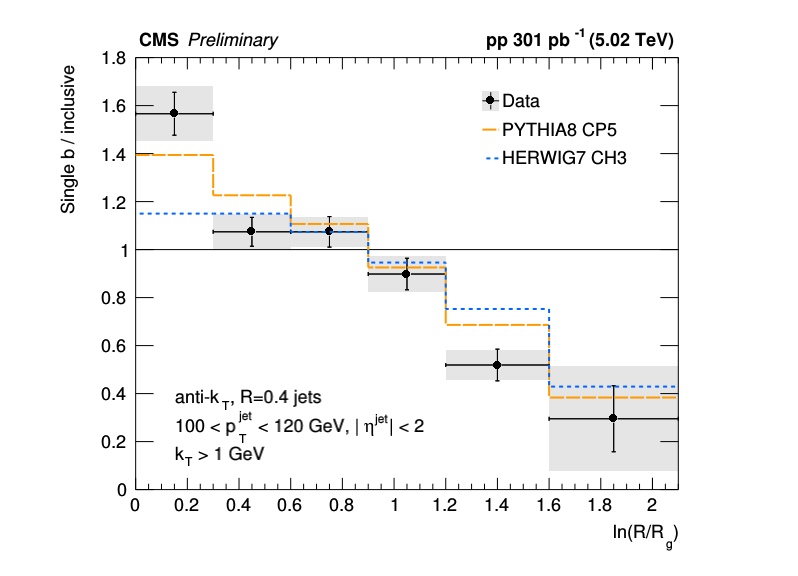 CMS Preliminary
pp 301 pb -1 (5.02 TeV)
Single b / inclusive
1.8
1.6
1.4
1.2
1
0.8
0.6
0.4
0.2
0
Data
PYTHIA8 CP5
HERWIG7 CH3
anti-kT, R=0.4 jets
100 < pTjet < 120 GeV, | ηjet| < 2
kT > 1 GeV
0 0.2 0.4 0.6 0.8 1 1.2 1.4 1.6 1.8 2
ln(R/Rg)